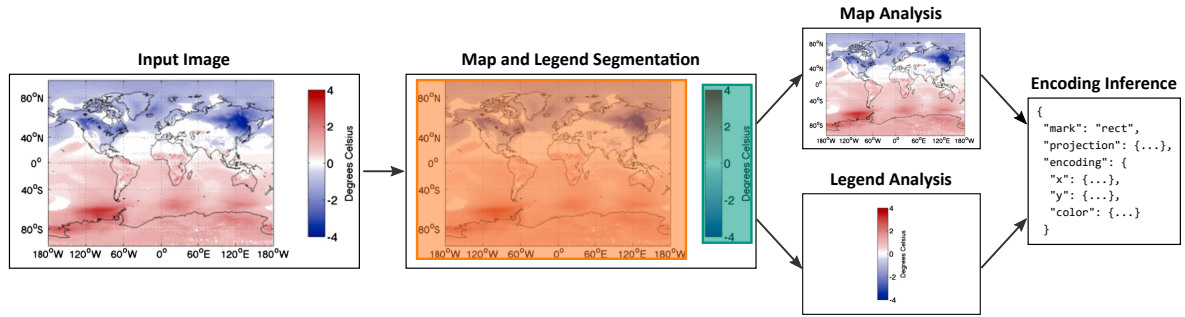 Input Image
80°N
40°N
0°
40°S
80°S
180°W 120°W 60°W 0° 60°E 120°E 180°W
4
2
0
-2
-4
Degrees Celsius
Map and Legend Segmentation
80°N
40°N
0°
40°S
80°S
180°W 120°W 60°W 0° 60°E 120°E 180°W
4
2
0
-2
-4
Degrees Celsius
Map Analysis
80°N
40°N
0°
40°S
80°S
180°W 120°W 60°W 0° 60°E 120°E 180°W
Legend Analysis
4
2
0
-2
-4
Degrees Celsius
Encoding Inference
{
"mark": "rect",
"projection": {...},
"encoding": {
"x": {...},
"y": {...},
"color": {...}
}